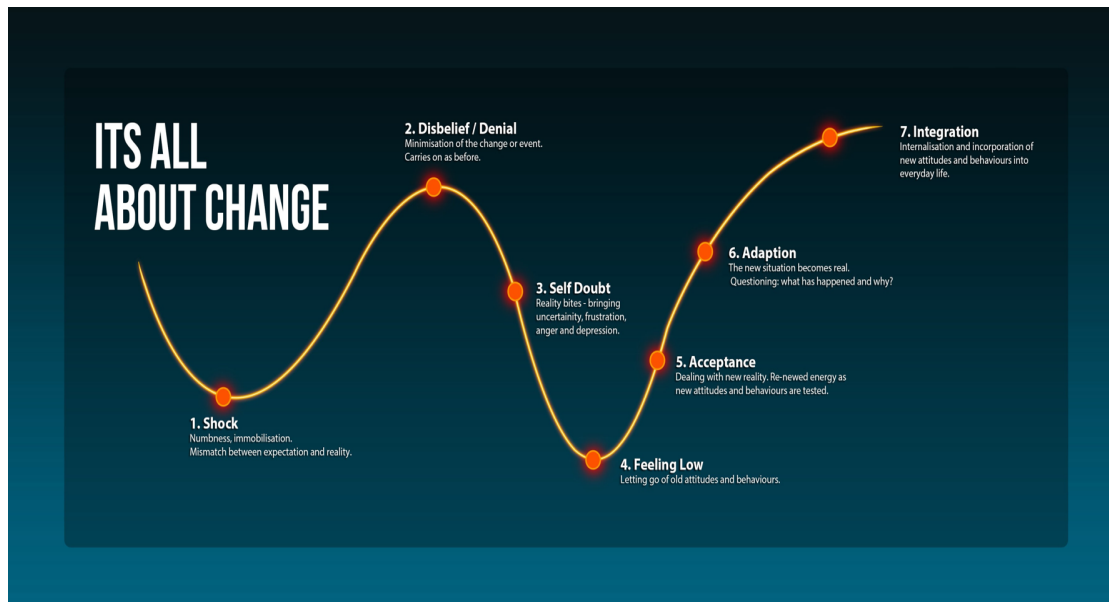 ITS ALL
ABOUT CHANGE
1. Shock
Numbness, immobilisation.
Mismatch between expectation and reality.
2. Disbelief / Denial
Minimisation of the change or event.
Carries on as before.
3. Self Doubt
Reality bites - bringing
uncertainity, frustration,
anger and depression.
4. Feeling Low
Letting go of old attitudes and behaviours.
5. Acceptance
Dealing with new reality. Re-newed energy as
new attitudes and behaviours are tested.
6. Adaption
The new situation becomes real.
Questioning: what has happened and why?
7. Integration
Internalisation and incorporation of
new attitudes and behaviours into
everyday life.